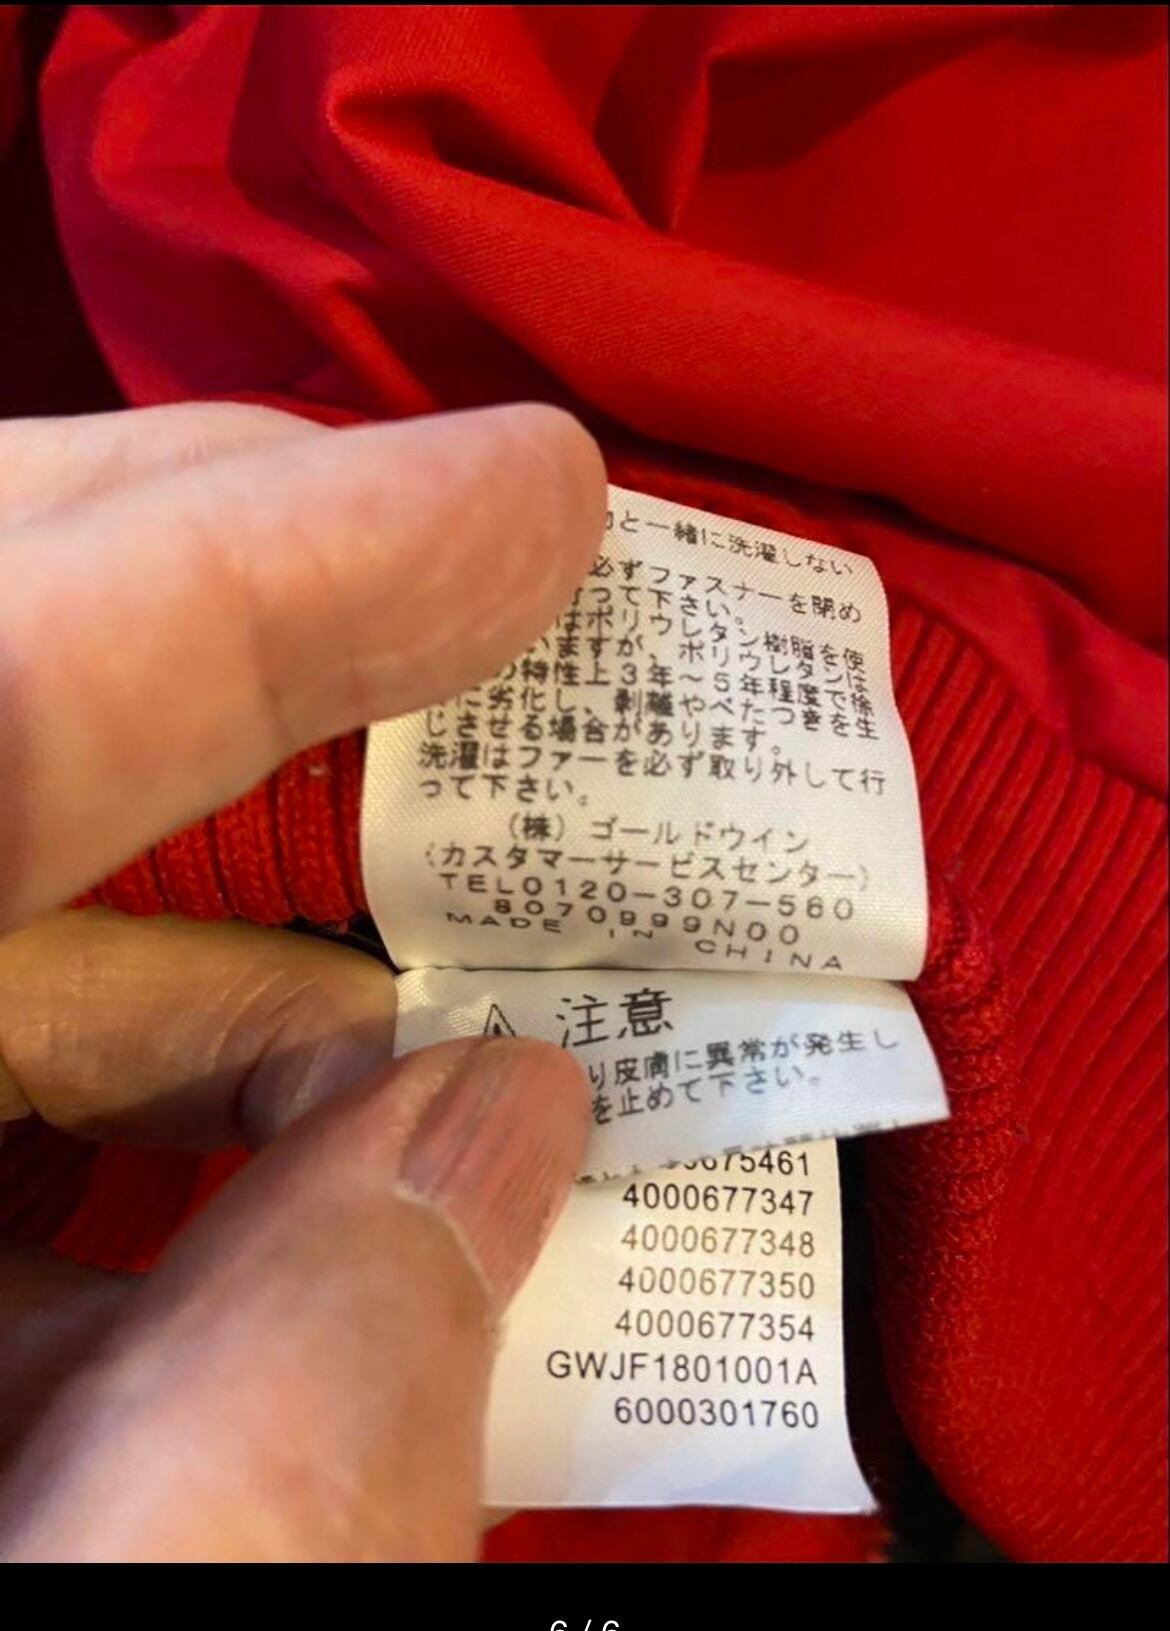 と一緒に洗濯しない
必ずファスナーを閉め
って下さい。
はポリウレタン樹脂を使
いますが、ポリウレタンは
の特性上3年～5年程度で徐
に劣化し、剥離やべたつきを生
じさせる場合があります。
洗濯はファーを必ず取り外して行
って下さい。
(株) ゴールドウイン
(カスタマーサービスセンター)
TEL0120-307-560
8070999N00
MADE IN CHINA
注意
り皮膚に異常が発生し
を止めて下さい。
675461
4000677347
4000677348
4000677350
4000677354
GWJF1801001A
6000301760
6 / 6